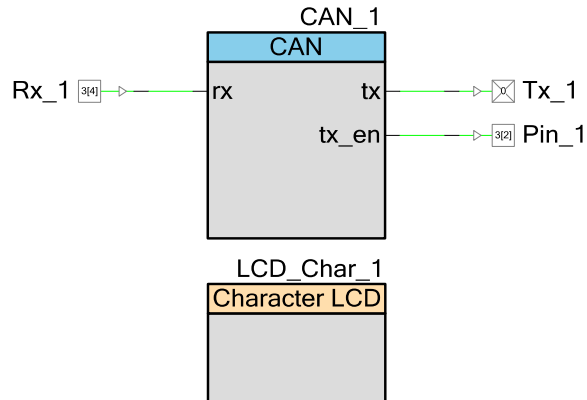 CAN_1
CAN
Rx_1 3[4] rx tx 0 Tx_1
tx_en 3[2] Pin_1
LCD_Char_1
Character LCD